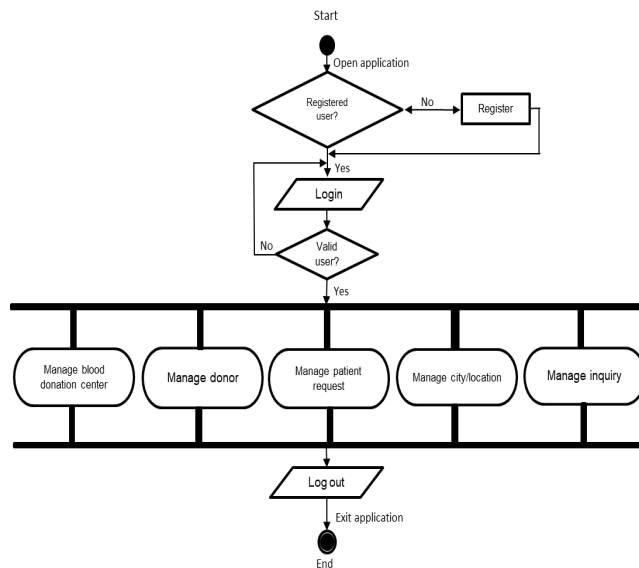 Start
Open application
Registered
user?
No
Register
Yes
Login
No
Valid
user?
Yes
Manage blood
donation center
Manage donor
Manage patient
request
Manage city/location
Manage inquiry
Log out
Exit application
End